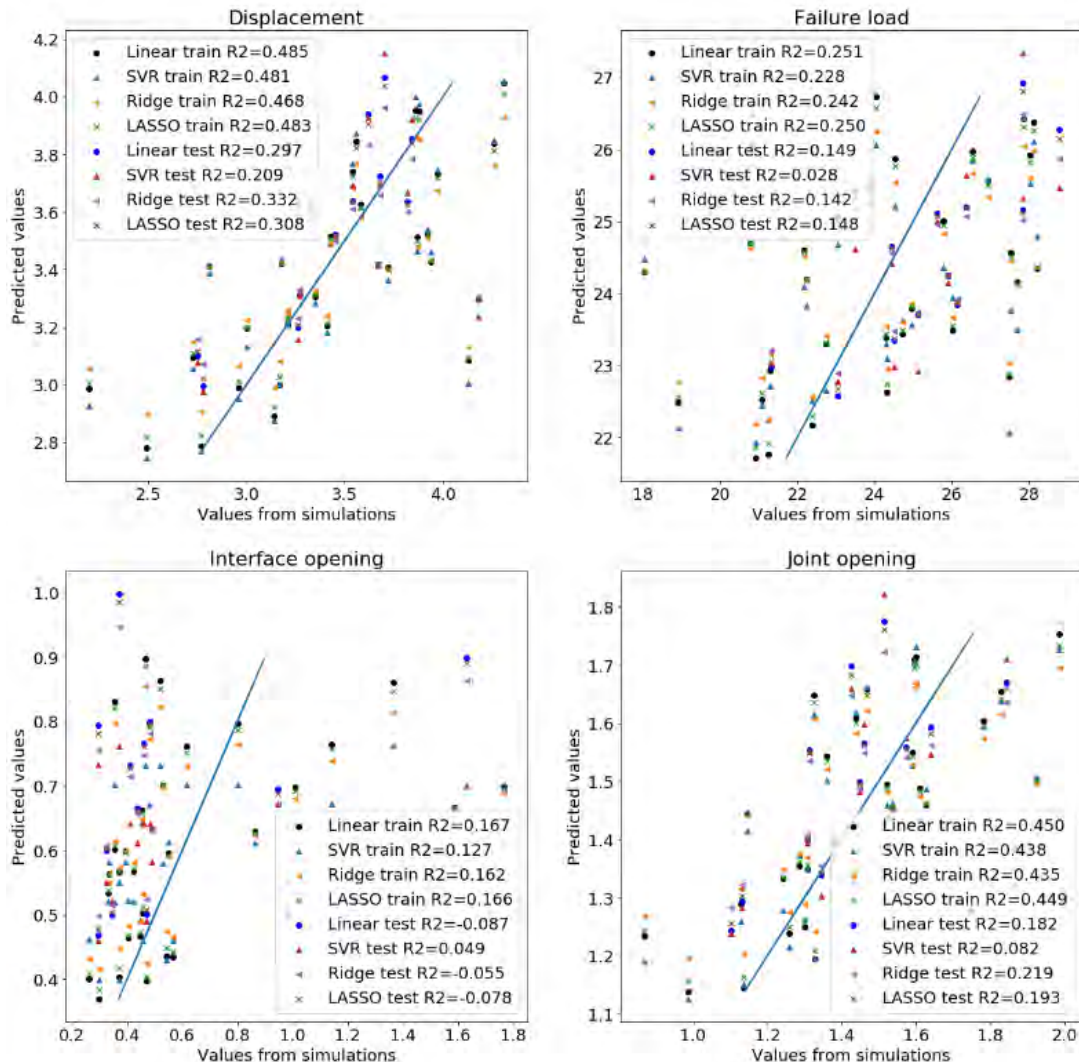 Displacement
Predicted values
4.2
4.0
3.8
3.6
3.4
3.2
3.0
2.8
Linear train R2=0.485
SVR train R2=0.481
Ridge train R2=0.468
LASSO train R2=0.483
Linear test R2=0.297
SVR test R2=0.209
Ridge test R2=0.332
LASSO test R2=0.308
2.5 3.0 3.5 4.0
Values from simulations
Failure load
Predicted values
27
26
25
24
23
22
Linear train R2=0.251
SVR train R2=0.228
Ridge train R2=0.242
LASSO train R2=0.250
Linear test R2=0.149
SVR test R2=0.028
Ridge test R2=0.142
LASSO test R2=0.148
18 20 22 24 26 28
Values from simulations
Interface opening
Predicted values
1.0
0.9
0.8
0.7
0.6
0.5
0.4
Linear train R2=0.167
SVR train R2=0.127
Ridge train R2=0.162
LASSO train R2=0.166
Linear test R2=-0.087
SVR test R2=0.049
Ridge test R2=-0.055
LASSO test R2=-0.078
0.2 0.4 0.6 0.8 1.0 1.2 1.4 1.6 1.8
Values from simulations
Joint opening
Predicted values
1.8
1.7
1.6
1.5
1.4
1.3
1.2
1.1
Linear train R2=0.450
SVR train R2=0.438
Ridge train R2=0.435
LASSO train R2=0.449
Linear test R2=0.182
SVR test R2=0.082
Ridge test R2=0.219
LASSO test R2=0.193
1.0 1.2 1.4 1.6 1.8 2.0
Values from simulations